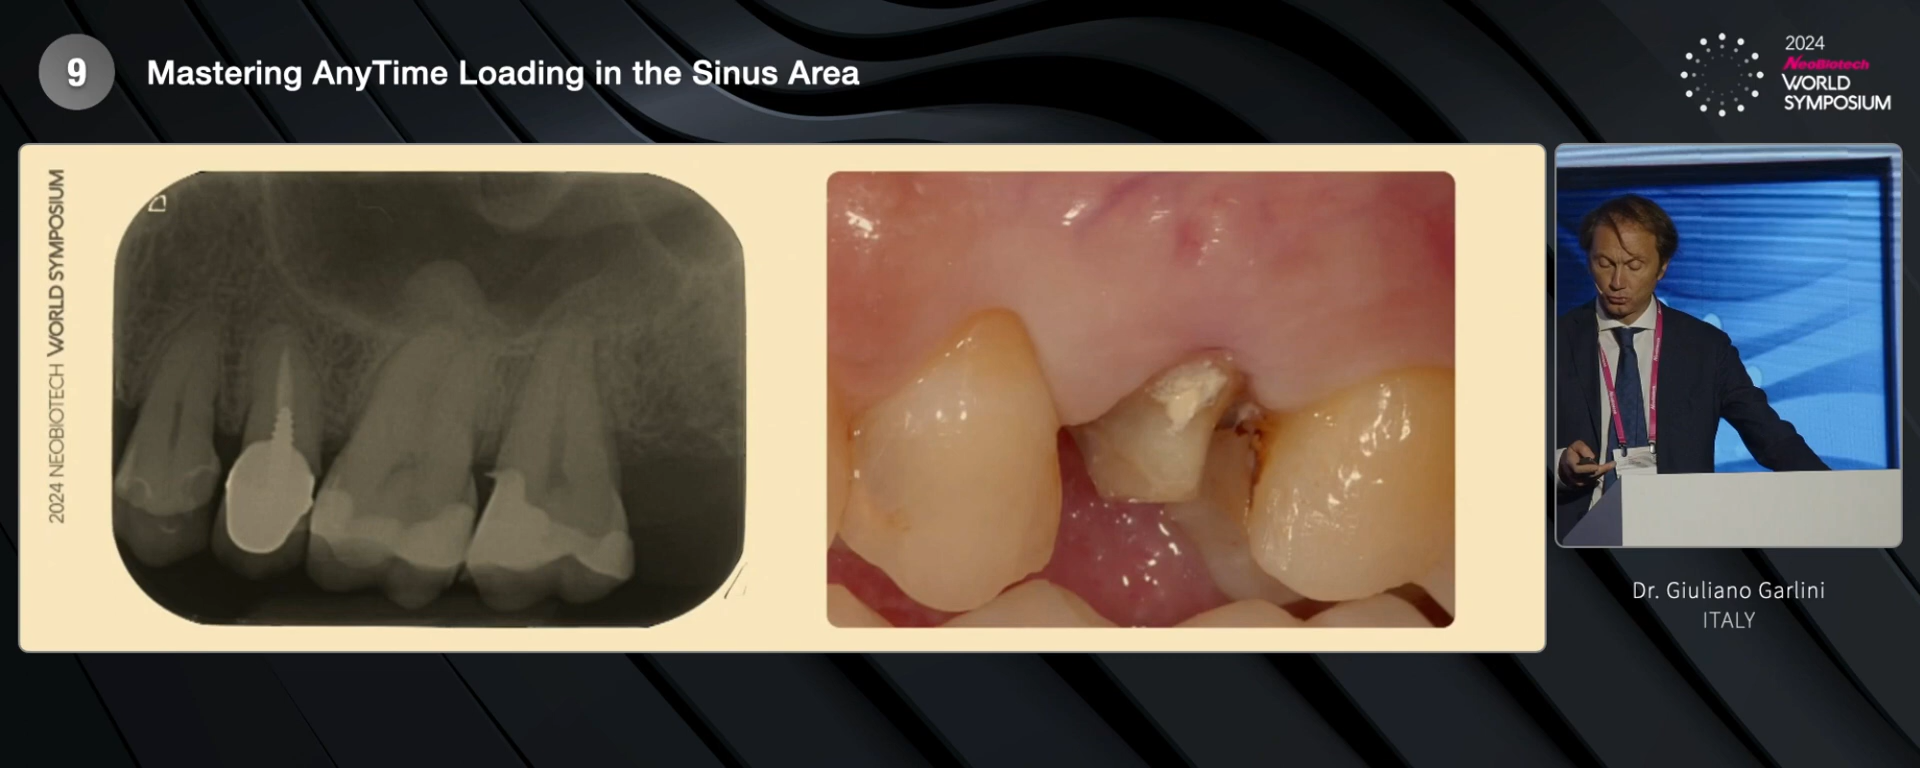 9
Mastering AnyTime Loading in the Sinus Area
2024
NeoBiotech
WORLD
SYMPOSIUM
2024 NEOBIOTECH WORLD SYMPOSIUM
D
Dr. Giuliano Garlini
ITALY